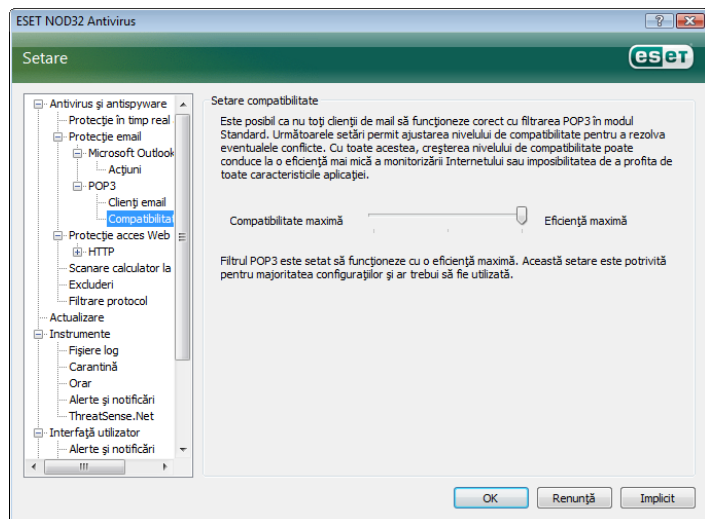 ESET NOD32 Antivirus
Setare
eseT
Antivirus şi antispyware
Protecţie în timp real
Protecţie email
Microsoft Outlook
Acţiuni
POP3
Clienţi email
Compatibilitat
Protecţie acces Web
HTTP
Scanare calculator la
Excluderi
Filtrare protocol
Actualizare
Instrumente
Fişiere log
Carantină
Orar
Alerte şi notificări
ThreatSense.Net
Interfaţă utilizator
Alerte şi notificări
Setare compatibilitate
Este posibil ca nu toţi clienţii de mail să funcţioneze corect cu filtrarea POP3 în modul
Standard. Următoarele setări permit ajustarea nivelului de compatibilitate pentru a rezolva
eventualele conflicte. Cu toate acestea, creşterea nivelului de compatibilitate poate
conduce la o eficienţă mai mică a monitorizării Internetului sau imposibilitatea de a profita de
toate caracteristicile aplicaţiei.
Compatibilitate maximă
Eficienţă maximă
Filtrul POP3 este setat să funcţioneze cu o eficienţă maximă. Această setare este potrivită
pentru majoritatea configuraţiilor şi ar trebui să fie utilizată.
OK
Renunţă
Implicit